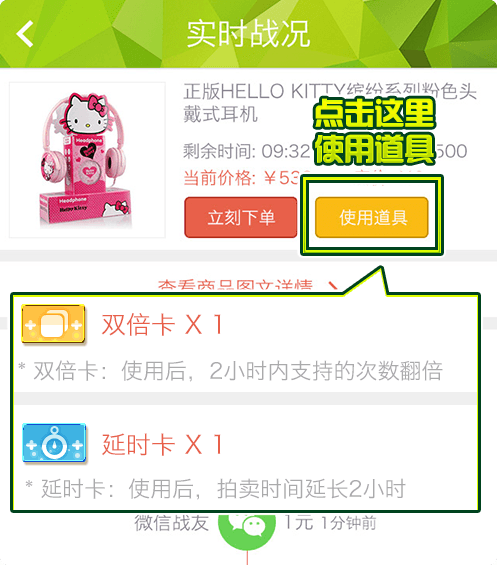 实时战况
正版HELLO KITTY缤纷系列粉色头
戴式耳机
点击这里
使用道具
剩余时间: 09:32
500
当前价格: ¥53
立刻下单
使用道具
查看商品图文详情
双倍卡 X 1
* 双倍卡：使用后，2小时内支持的次数翻倍
延时卡 X 1
* 延时卡：使用后，拍卖时间延长2小时
微信战友
1元 1分钟前
Headphone
Headphone
Hello Kitty